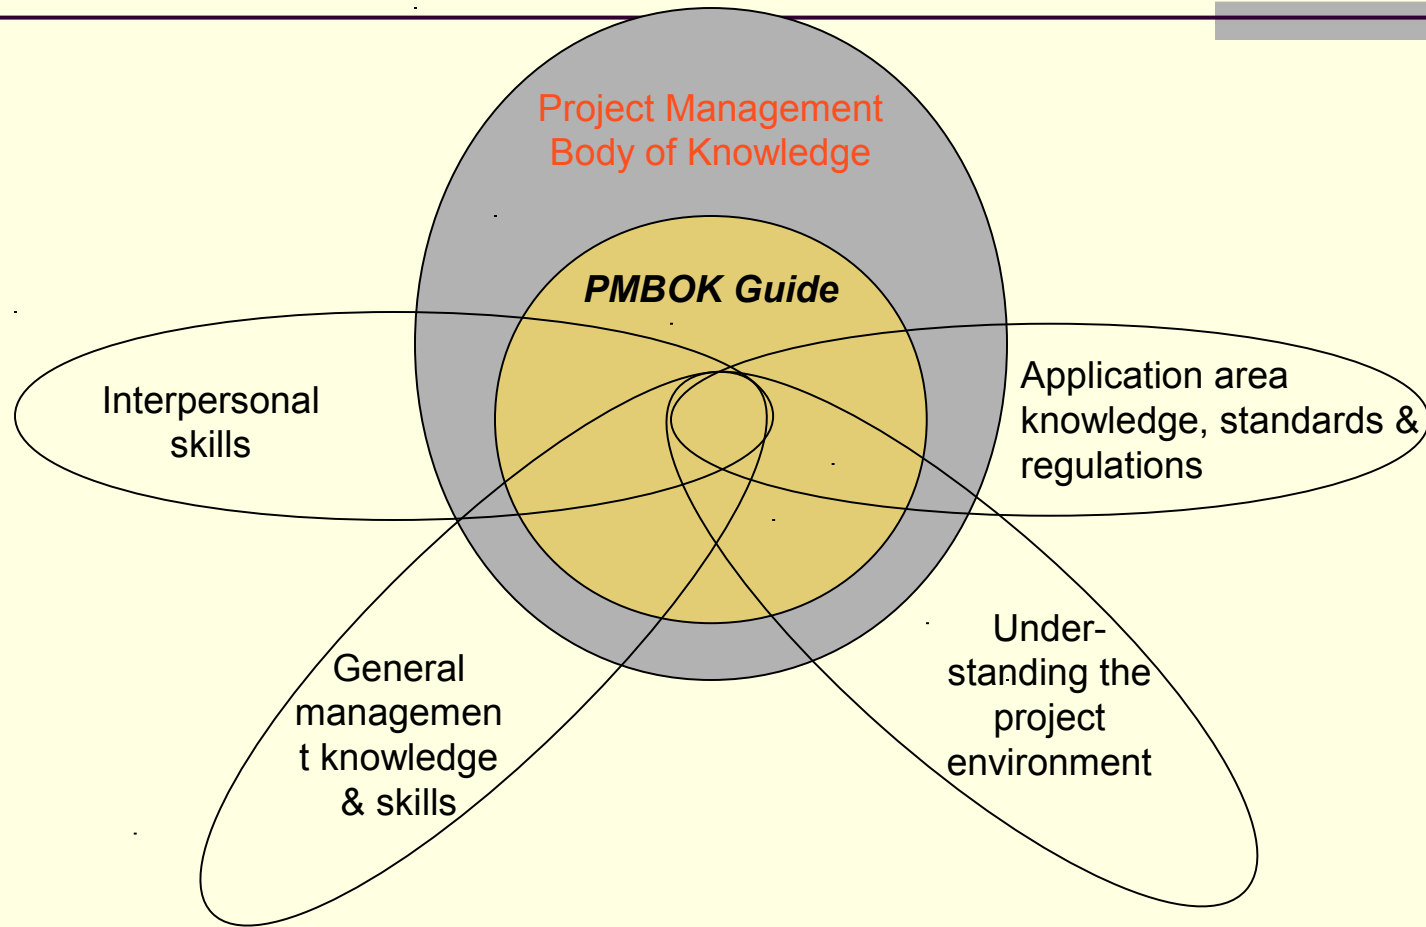 Project Management
Body of Knowledge
PMBOK Guide
Interpersonal
skills
Application area
knowledge, standards &
regulations
General
managemen
t knowledge
& skills
Under-
standing the
project
environment